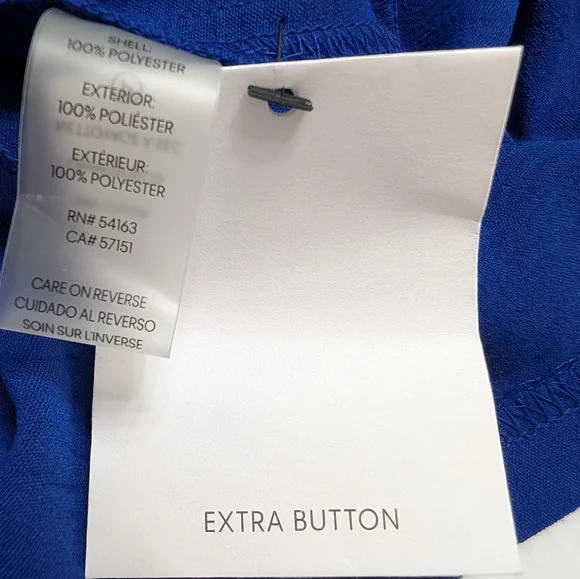 SHELL:
100% POLYESTER
EXTERIOR:
100% POLIÉSTER
EXTÉRIEUR:
100% POLYESTER
RN# 54163
CA# 57151
CARE ON REVERSE
CUIDADO AL REVERSO
SOIN SUR L'INVERSE
EXTRA BUTTON